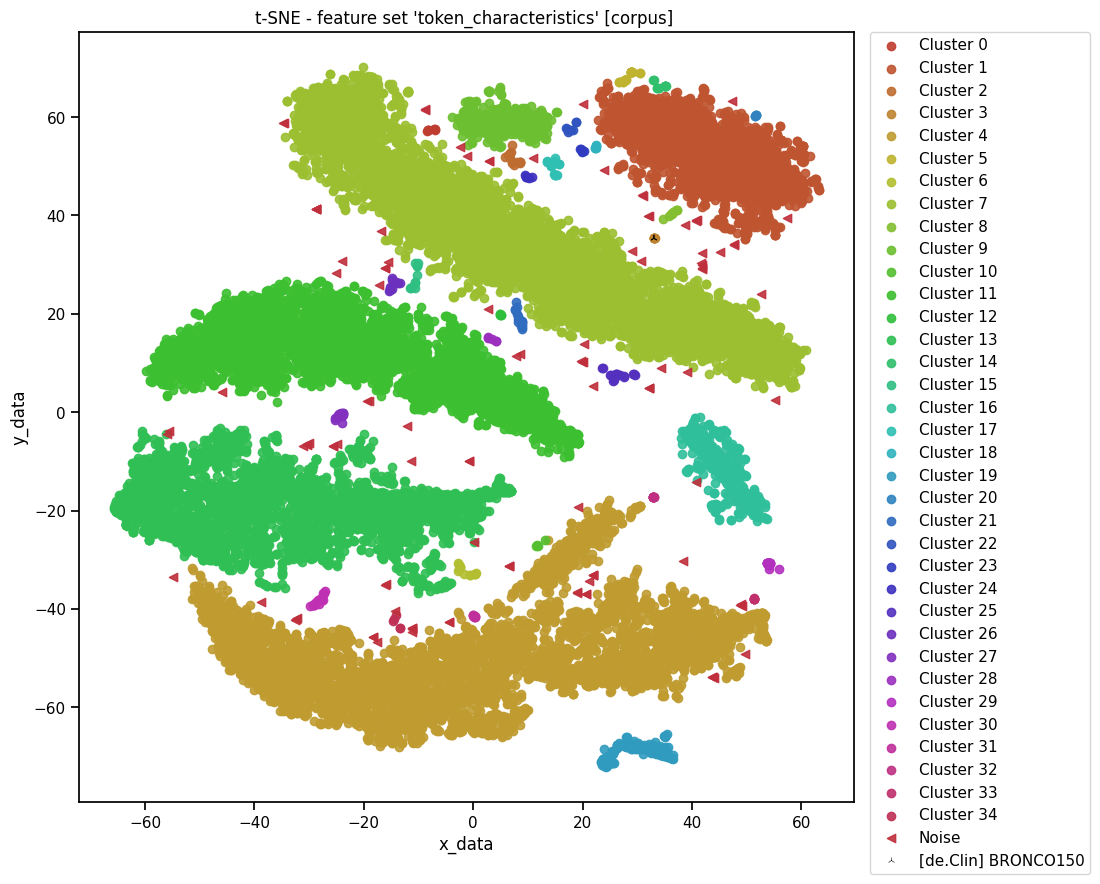 t-SNE - feature set 'token_characteristics' [corpus]
60
40
20
0
−20
−40
−60
y_data
−60
−40
−20
0
20
40
60
x_data
Cluster 0
Cluster 1
Cluster 2
Cluster 3
Cluster 4
Cluster 5
Cluster 6
Cluster 7
Cluster 8
Cluster 9
Cluster 10
Cluster 11
Cluster 12
Cluster 13
Cluster 14
Cluster 15
Cluster 16
Cluster 17
Cluster 18
Cluster 19
Cluster 20
Cluster 21
Cluster 22
Cluster 23
Cluster 24
Cluster 25
Cluster 26
Cluster 27
Cluster 28
Cluster 29
Cluster 30
Cluster 31
Cluster 32
Cluster 33
Cluster 34
Noise
[de.Clin] BRONCO150